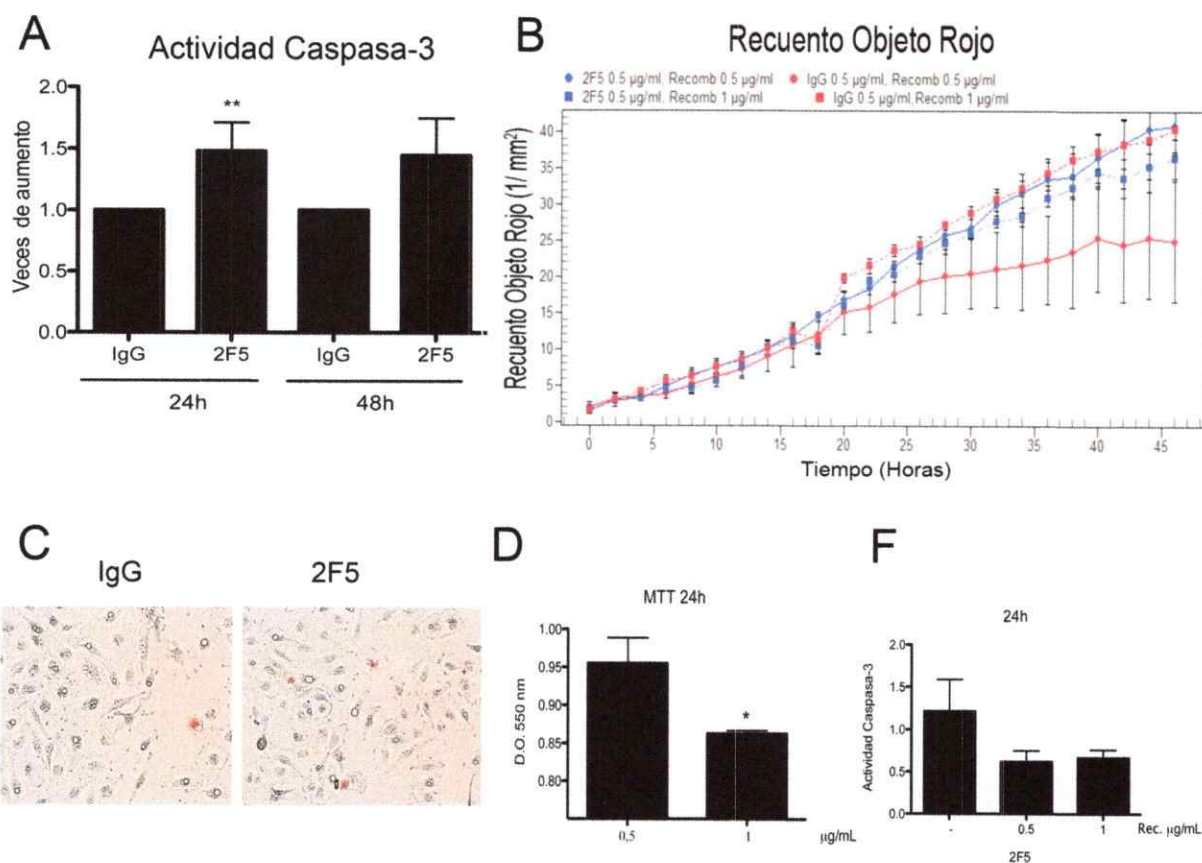 A
Actividad Caspasa-3
Veces de aumento
2.0
1.5
1.0
0.5
0.0
**
IgG
2F5
IgG
2F5
24h
48h
B
Recuento Objeto Rojo
2F5 0.5 µg/ml, Recomb 0.5 µg/ml
IgG 0.5 µg/ml, Recomb 0.5 µg/ml
2F5 0.5 µg/ml, Recomb 1 µg/ml
IgG 0.5 µg/ml,Recomb 1 µg/ml
Recuento Objeto Rojo (1/ mm²)
40
35
30
25
20
15
10
5
0
0
5
10
15
20
25
30
35
40
45
Tiempo (Horas)
C
IgG
2F5
D
MTT 24h
D.O. 550 nm
1.00
0.95
0.90
0.85
0.80
*
0,5
1
µg/mL
F
24h
Actividad Caspasa-3
2.0
1.5
1.0
0.5
0.0
-
0.5
1
Rec. µg/mL
2F5